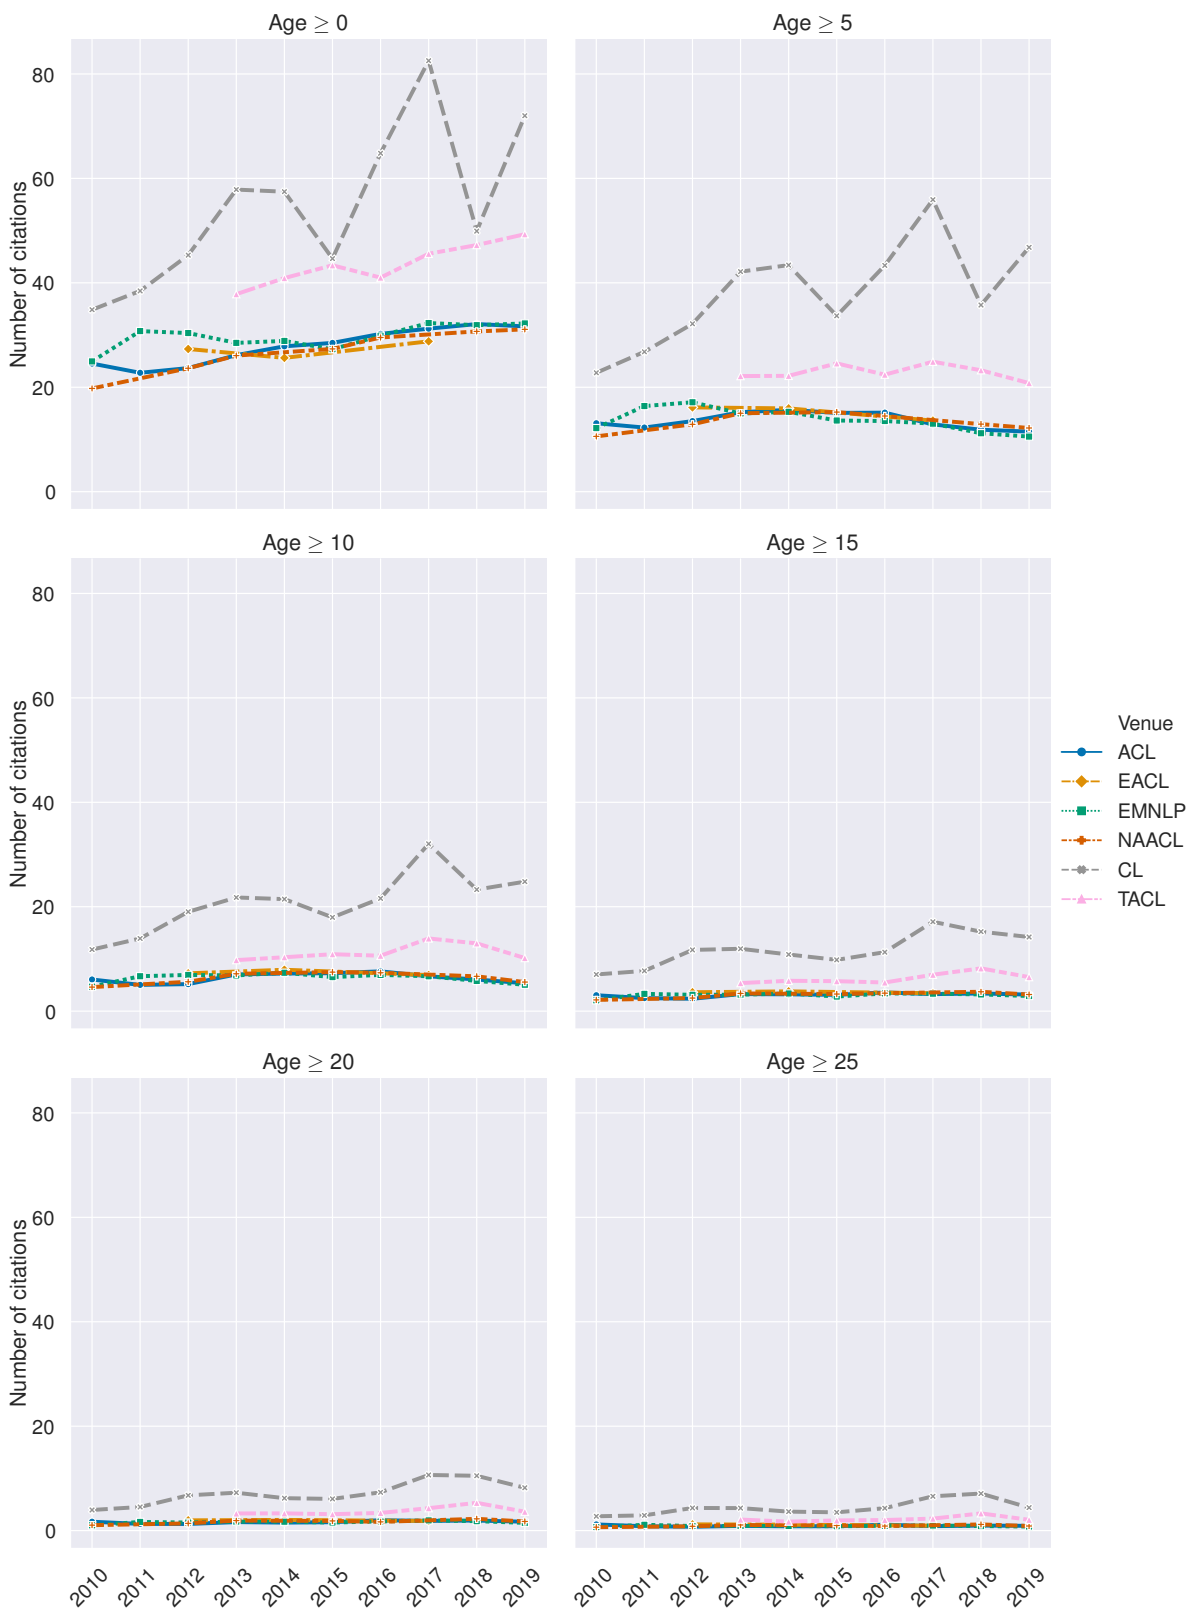 Age ≥ 0
Age ≥ 5
Number of citations
80
60
40
20
0
Age ≥ 10
Age ≥ 15
Number of citations
80
60
40
20
0
Venue
ACL
EACL
EMNLP
NAACL
CL
TACL
Age ≥ 20
Age ≥ 25
Number of citations
80
60
40
20
0
2010 2011 2012 2013 2014 2015 2016 2017 2018 2019
2010 2011 2012 2013 2014 2015 2016 2017 2018 2019